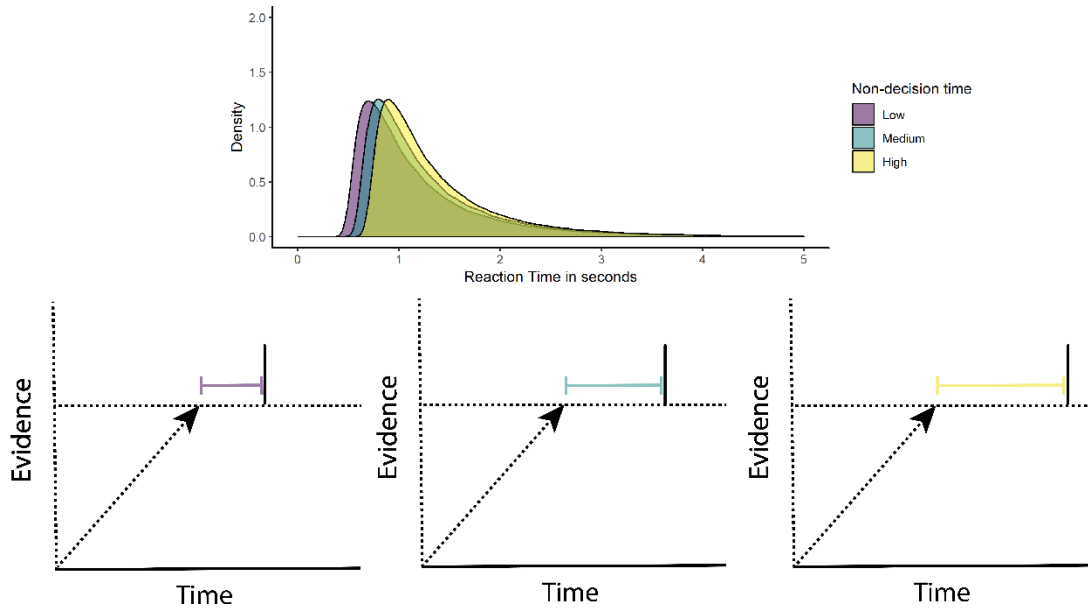 2.0
1.5
1.0
0.5
0.0
Density
0 1 2 3 4 5
Reaction Time in seconds
Non-decision time
Low
Medium
High
Evidence
Time
Evidence
Time
Evidence
Time